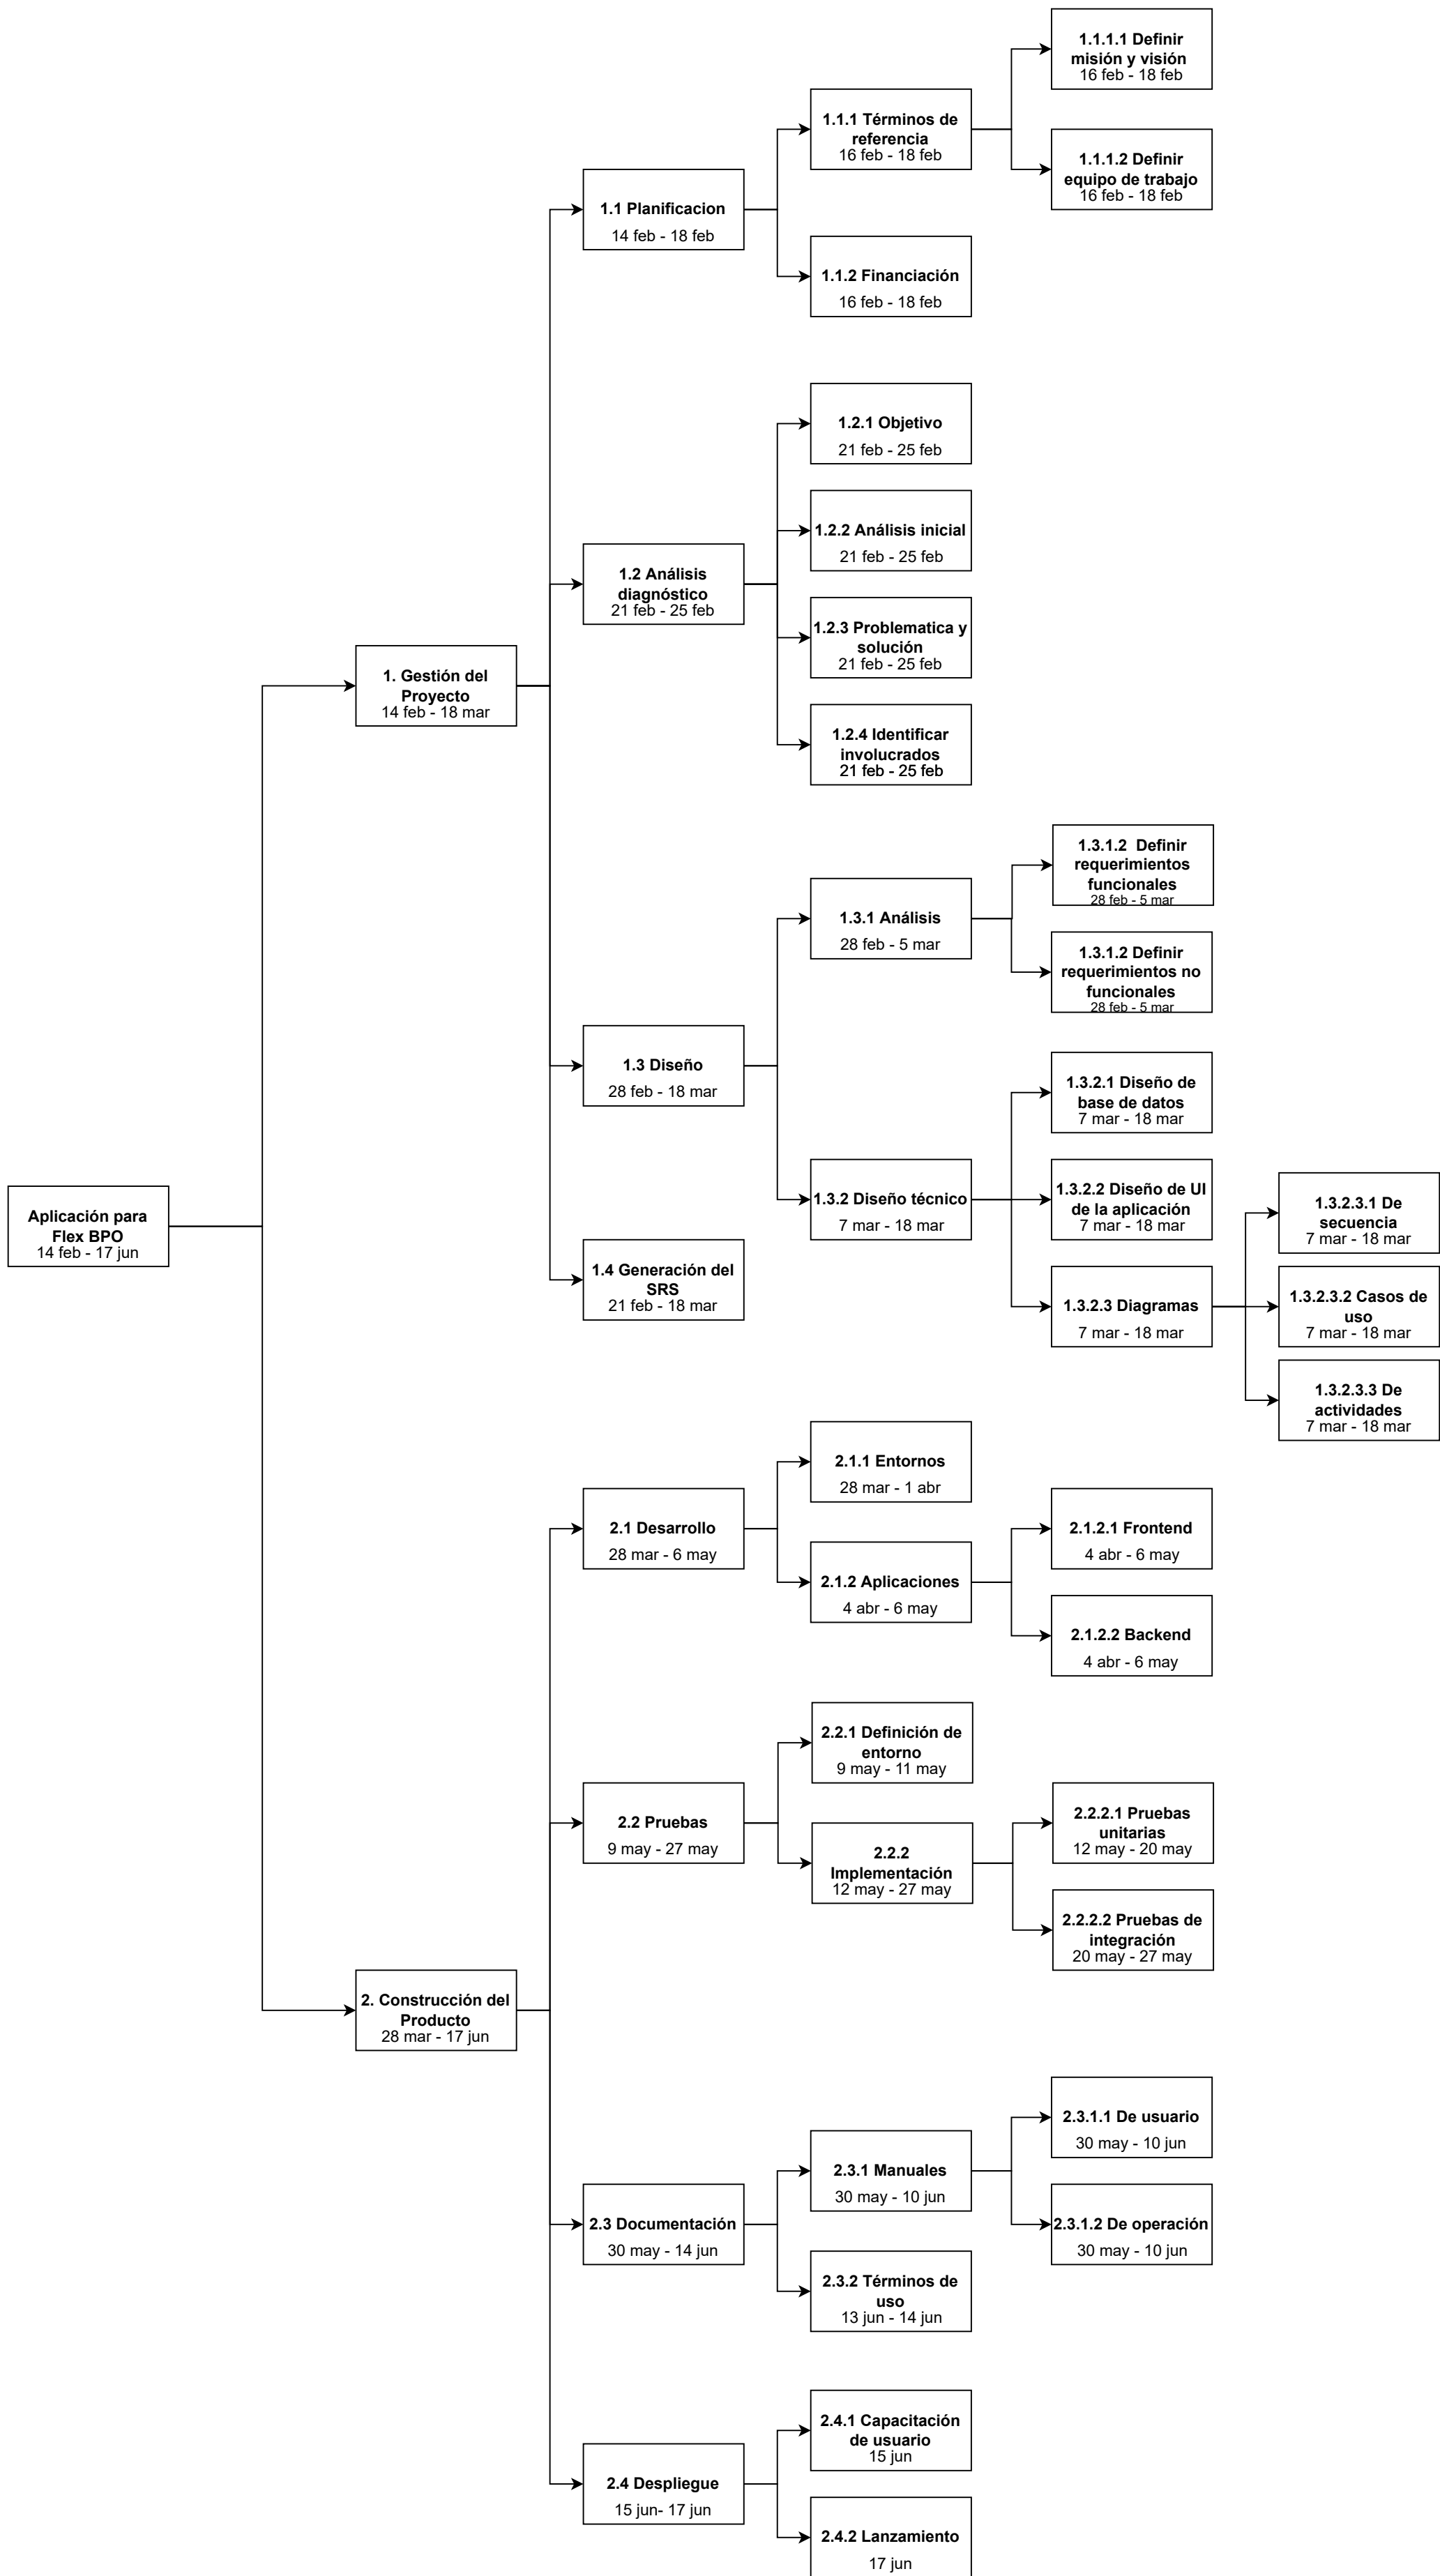 Aplicación para
Flex BPO
14 feb - 17 jun
1. Gestión del
Proyecto
14 feb - 18 mar
1.1 Planificacion
14 feb - 18 feb
1.1.1 Términos de
referencia
16 feb - 18 feb
1.1.1.1 Definir
misión y visión
16 feb - 18 feb
1.1.1.2 Definir
equipo de trabajo
16 feb - 18 feb
1.1.2 Financiación
16 feb - 18 feb
1.2 Análisis
diagnóstico
21 feb - 25 feb
1.2.1 Objetivo
21 feb - 25 feb
1.2.2 Análisis inicial
21 feb - 25 feb
1.2.3 Problematica y
solución
21 feb - 25 feb
1.2.4 Identificar
involucrados
21 feb - 25 feb
1.3 Diseño
28 feb - 18 mar
1.3.1 Análisis
28 feb - 5 mar
1.3.1.2 Definir
requerimientos
funcionales
28 feb - 5 mar
1.3.1.2 Definir
requerimientos no
funcionales
28 feb - 5 mar
1.3.2 Diseño técnico
7 mar - 18 mar
1.3.2.1 Diseño de
base de datos
7 mar - 18 mar
1.3.2.2 Diseño de UI
de la aplicación
7 mar - 18 mar
1.3.2.3 Diagramas
7 mar - 18 mar
1.3.2.3.1 De
secuencia
7 mar - 18 mar
1.3.2.3.2 Casos de
uso
7 mar - 18 mar
1.3.2.3.3 De
actividades
7 mar - 18 mar
1.4 Generación del
SRS
21 feb - 18 mar
2. Construcción del
Producto
28 mar - 17 jun
2.1 Desarrollo
28 mar - 6 may
2.1.1 Entornos
28 mar - 1 abr
2.1.2 Aplicaciones
4 abr - 6 may
2.1.2.1 Frontend
4 abr - 6 may
2.1.2.2 Backend
4 abr - 6 may
2.2 Pruebas
9 may - 27 may
2.2.1 Definición de
entorno
9 may - 11 may
2.2.2
Implementación
12 may - 27 may
2.2.2.1 Pruebas
unitarias
12 may - 20 may
2.2.2.2 Pruebas de
integración
20 may - 27 may
2.3 Documentación
30 may - 14 jun
2.3.1 Manuales
30 may - 10 jun
2.3.1.1 De usuario
30 may - 10 jun
2.3.1.2 De operación
30 may - 10 jun
2.3.2 Términos de
uso
13 jun - 14 jun
2.4 Despliegue
15 jun- 17 jun
2.4.1 Capacitación
de usuario
15 jun
2.4.2 Lanzamiento
17 jun